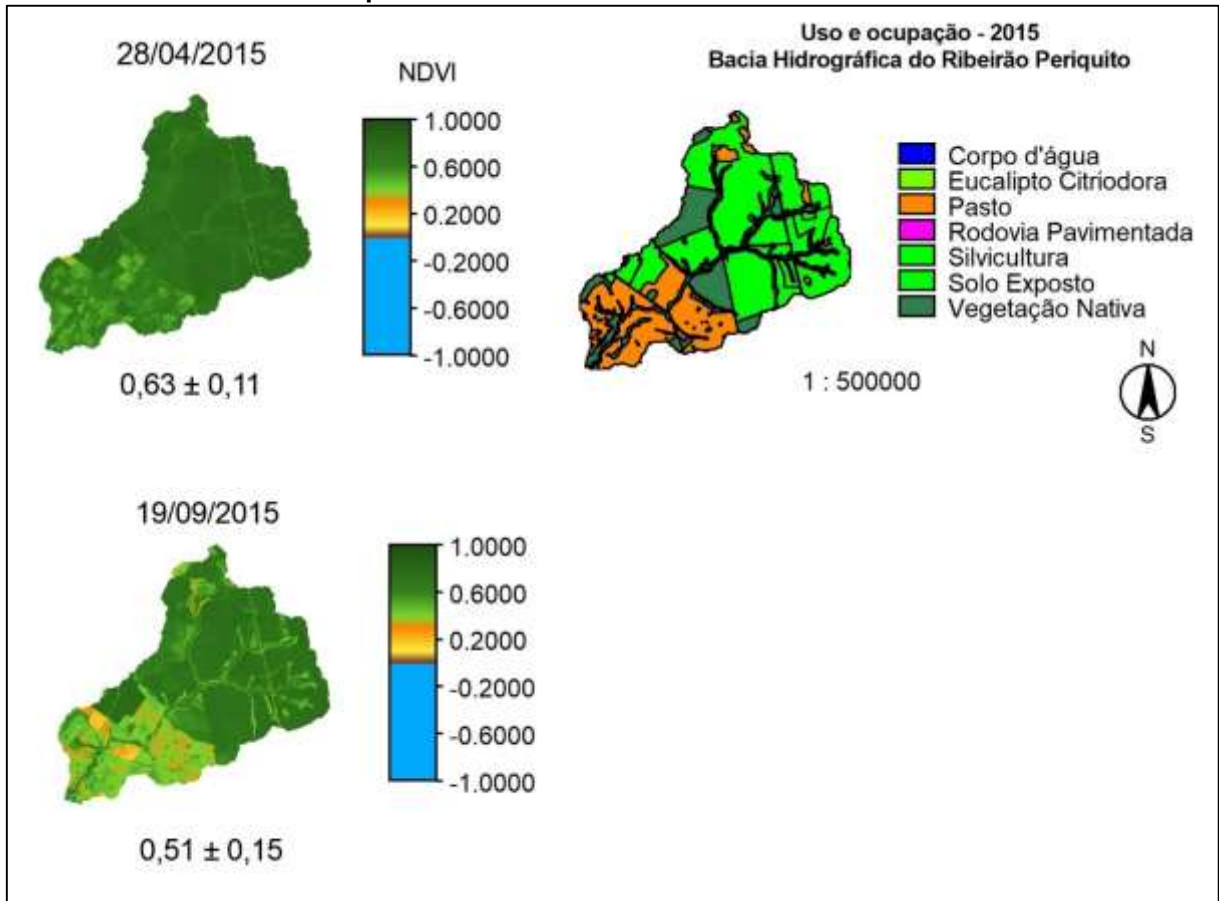 28/04/2015
NDVI
1.0000
0.6000
0.2000
-0.2000
-0.6000
-1.0000
0,63 ± 0,11
Uso e ocupação - 2015
Bacia Hidrográfica do Ribeirão Periquito
Corpo d'água
Eucalipto Citriodora
Pasto
Rodovia Pavimentada
Silvicultura
Solo Exposto
Vegetação Nativa
1 : 500000
N
S
19/09/2015
1.0000
0.6000
0.2000
-0.2000
-0.6000
-1.0000
0,51 ± 0,15